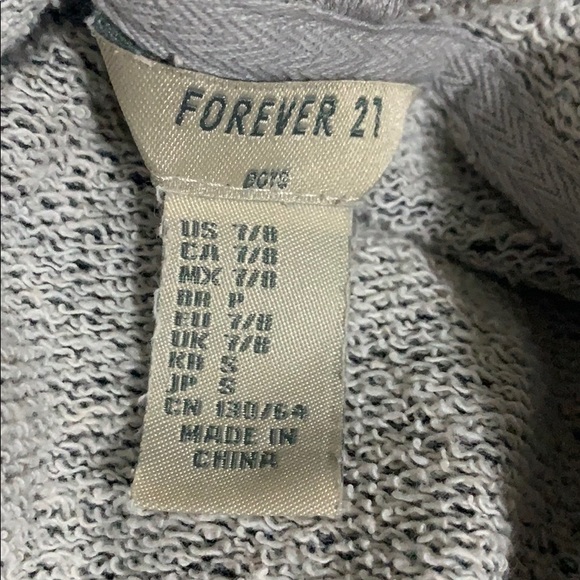 FOREVER 21
BOYS
US 7/8
CA 7/8
MX 7/8
BR P
EU 7/8
UK 7/8
KR S
JP S
CN 130/64
MADE IN
CHINA